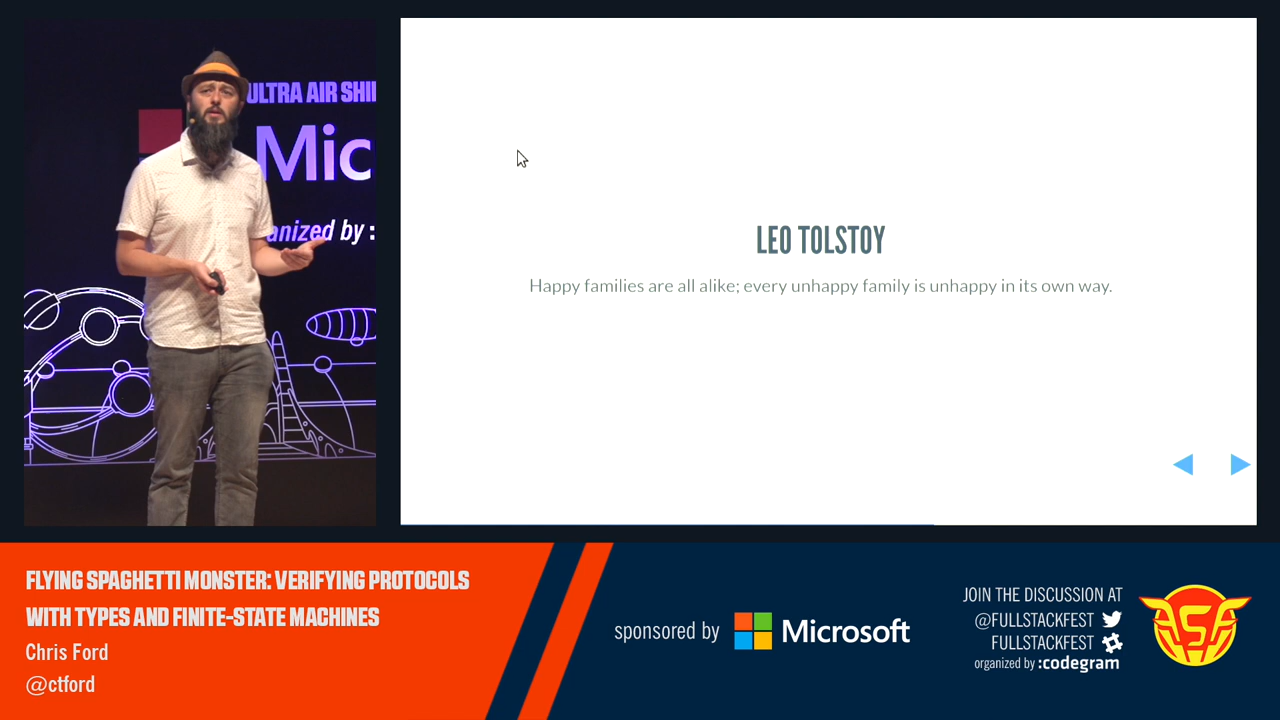 ULTRA AIR SHI
Mic
anized by :
LEO TOLSTOY
Happy families are all alike; every unhappy family is unhappy in its own way.
FLYING SPAGHETTI MONSTER: VERIFYING PROTOCOLS
WITH TYPES AND FINITE-STATE MACHINES
Chris Ford
@ctford
sponsored by
Microsoft
JOIN THE DISCUSSION AT
@FULLSTACKFEST
FULLSTACKFEST
organized by :codegram
FSF